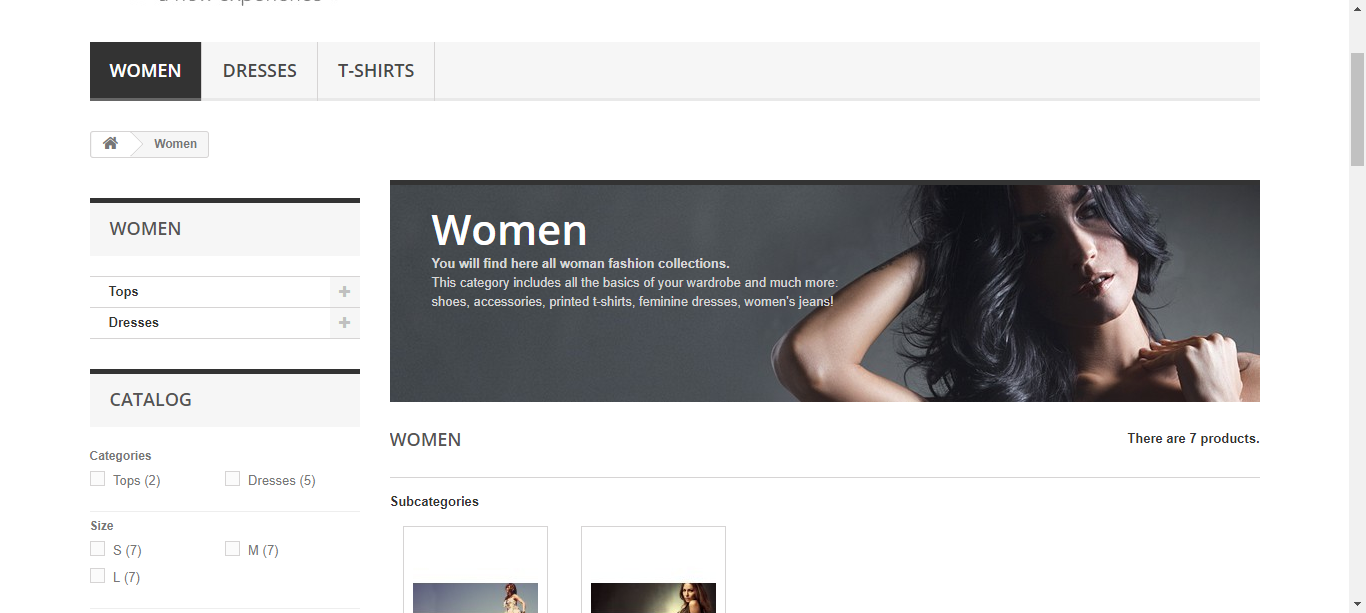 a new experience
WOMEN
DRESSES
T-SHIRTS
Women
WOMEN
Tops
Dresses
CATALOG
Categories
Tops (2)
Dresses (5)
Size
S (7)
M (7)
L (7)
Women
You will find here all woman fashion collections.
This category includes all the basics of your wardrobe and much more:
shoes, accessories, printed t-shirts, feminine dresses, women's jeans!
WOMEN
There are 7 products.
Subcategories